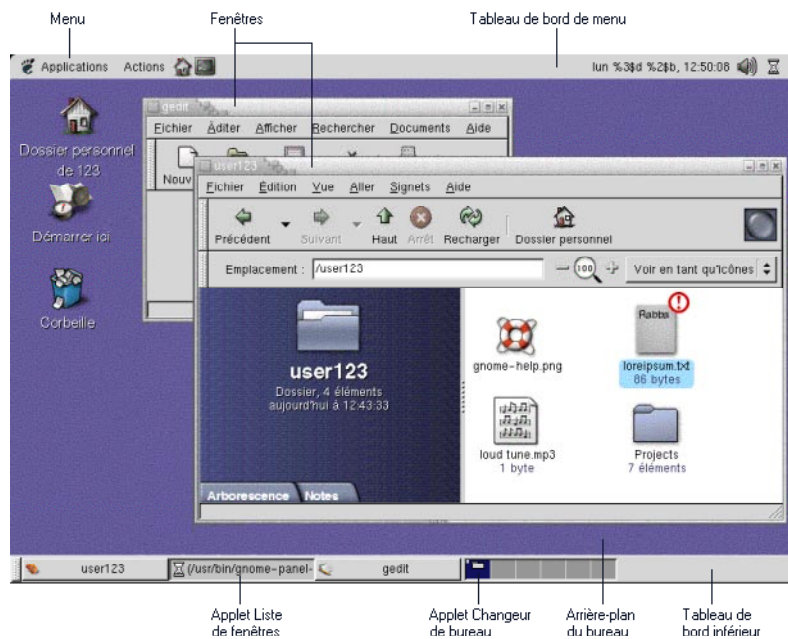 Menu
Fenêtres
Tableau de bord de menu
Applications Actions
lun %3$d %2$b, 12:50:08
gedit
Fichier Àditer Afficher Rechercher Documents Aide
Nouv
Dossier personnel
de 123
Démarrer ici
Corbeille
user123
Fichier Édition Vue Aller Signets Aide
Précédent Suivant Haut Arrêt Recharger Dossier personnel
Emplacement : /user123
100
Voir en tant qu'Icônes
user123
Dossier, 4 éléments
aujourd'hui à 12:43:33
Arborescence Notes
gnome-help.png
Rabba
loreipsum.txt
86 bytes
loud tune.mp3
1 byte
Projects
7 éléments
user123
(/usr/bin/gnome-panel-
gedit
Applet Liste
de fenêtres
Applet Changeur
de bureau
Arrière-plan
du bureau
Tableau de
bord inférieur